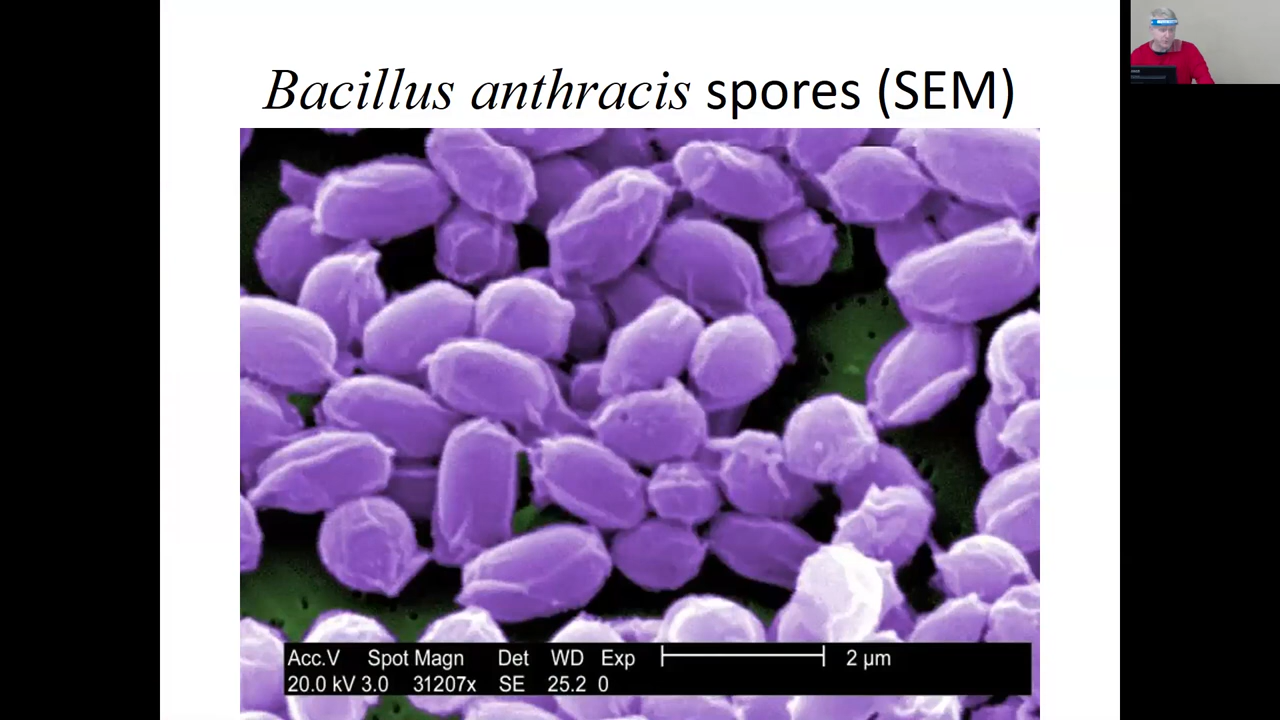 Bacillus anthracis spores (SEM)
Acc.V Spot Magn Det WD Exp 2 µm
20.0 kV 3.0 31207x SE 25.2 0